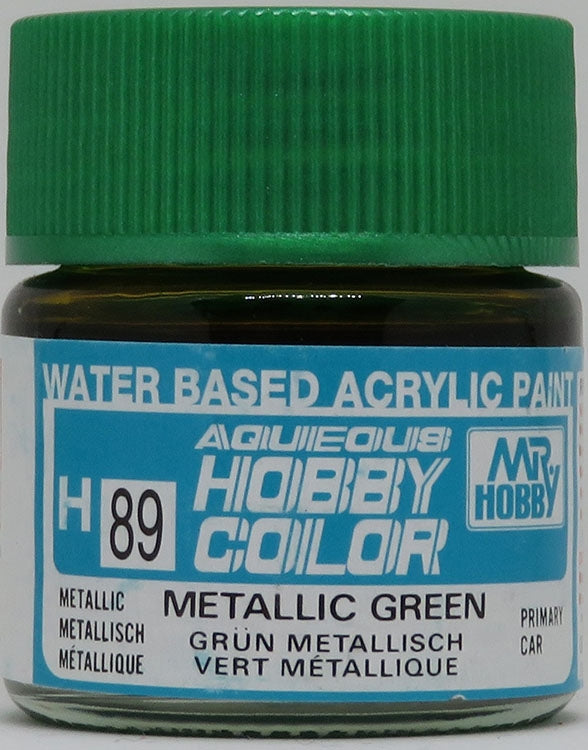 WATER BASED ACRYLIC PAINT
AQUEOUS
HOBBY
COLOR
H 89
MR.
HOBBY
METALLIC
METALLISCH
MÉTALLIQUE
METALLIC GREEN
GRÜN METALLISCH
VERT MÉTALLIQUE
PRIMARY
CAR